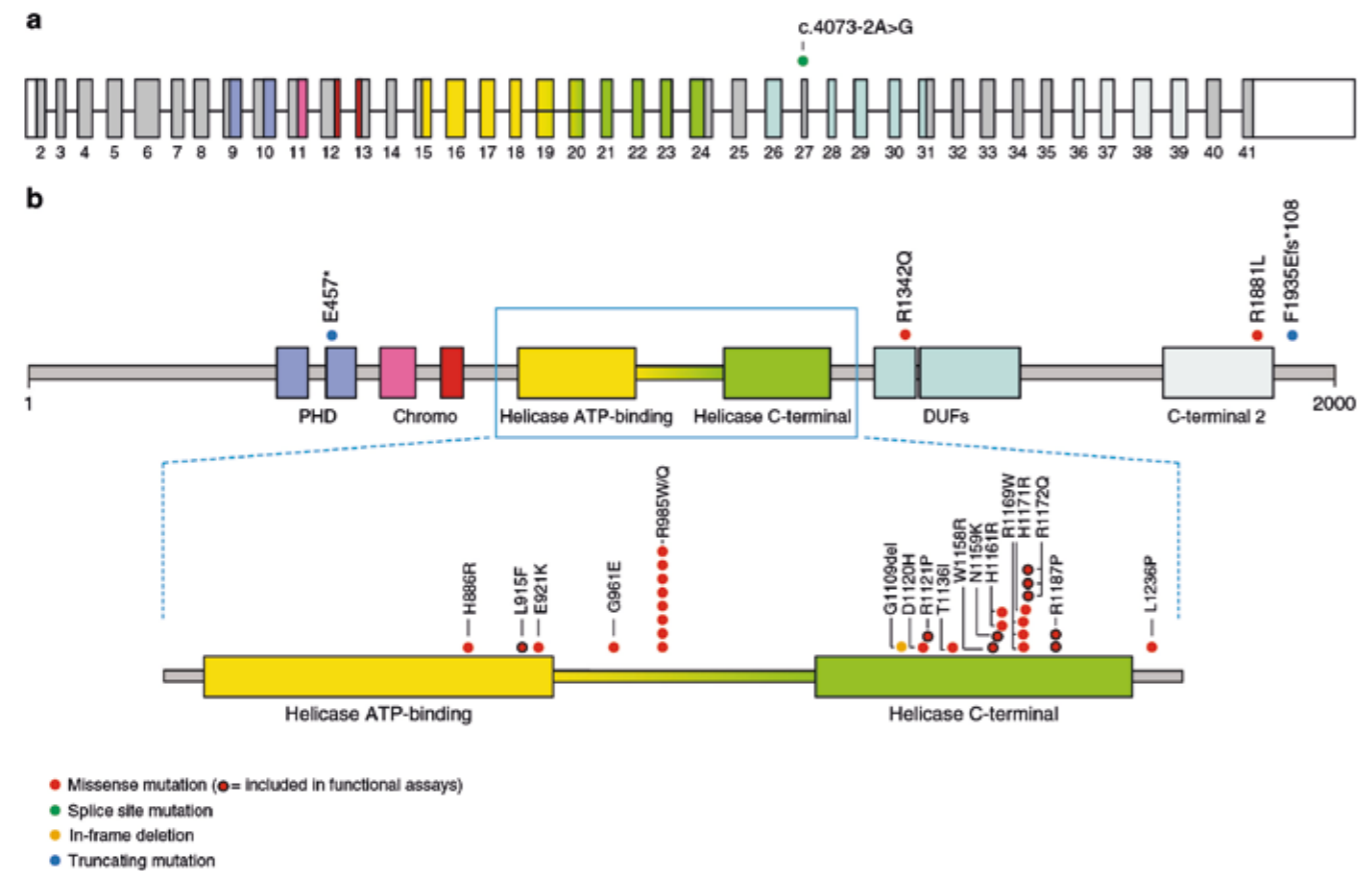 a
c.4073-2A>G
2 3 4 5 6 7 8 9 10 11 12 13 14 15 16 17 18 19 20 21 22 23 24 25 26 27 28 29 30 31 32 33 34 35 36 37 38 39 40 41
b
E457*
R1342Q
R1881L
F1935Efs*108
1
PHD
Chromo
Helicase ATP-binding
Helicase C-terminal
DUFs
C-terminal 2
2000
H886R
L915F
E921K
G961E
R985W/Q
G1109del
D1120H
R1121P
T1136I
W1158R
N1159K
H1161R
R1169W
H1171R
R1172Q
R1187P
L1236P
Helicase ATP-binding
Helicase C-terminal
Missense mutation (= included in functional assays)
Splice site mutation
In-frame deletion
Truncating mutation